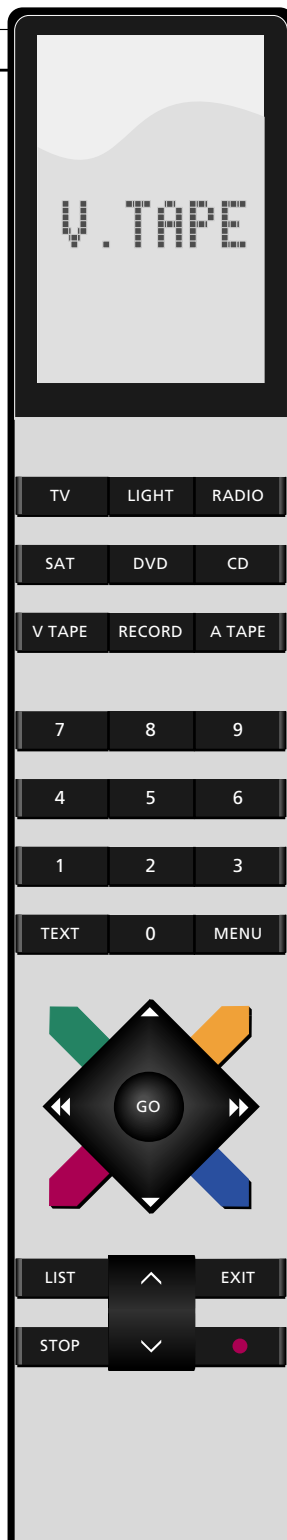 V.TAPE
TV LIGHT RADIO
SAT DVD CD
V TAPE RECORD A TAPE
7 8 9
4 5 6
1 2 3
TEXT 0 MENU
GO
LIST EXIT
STOP